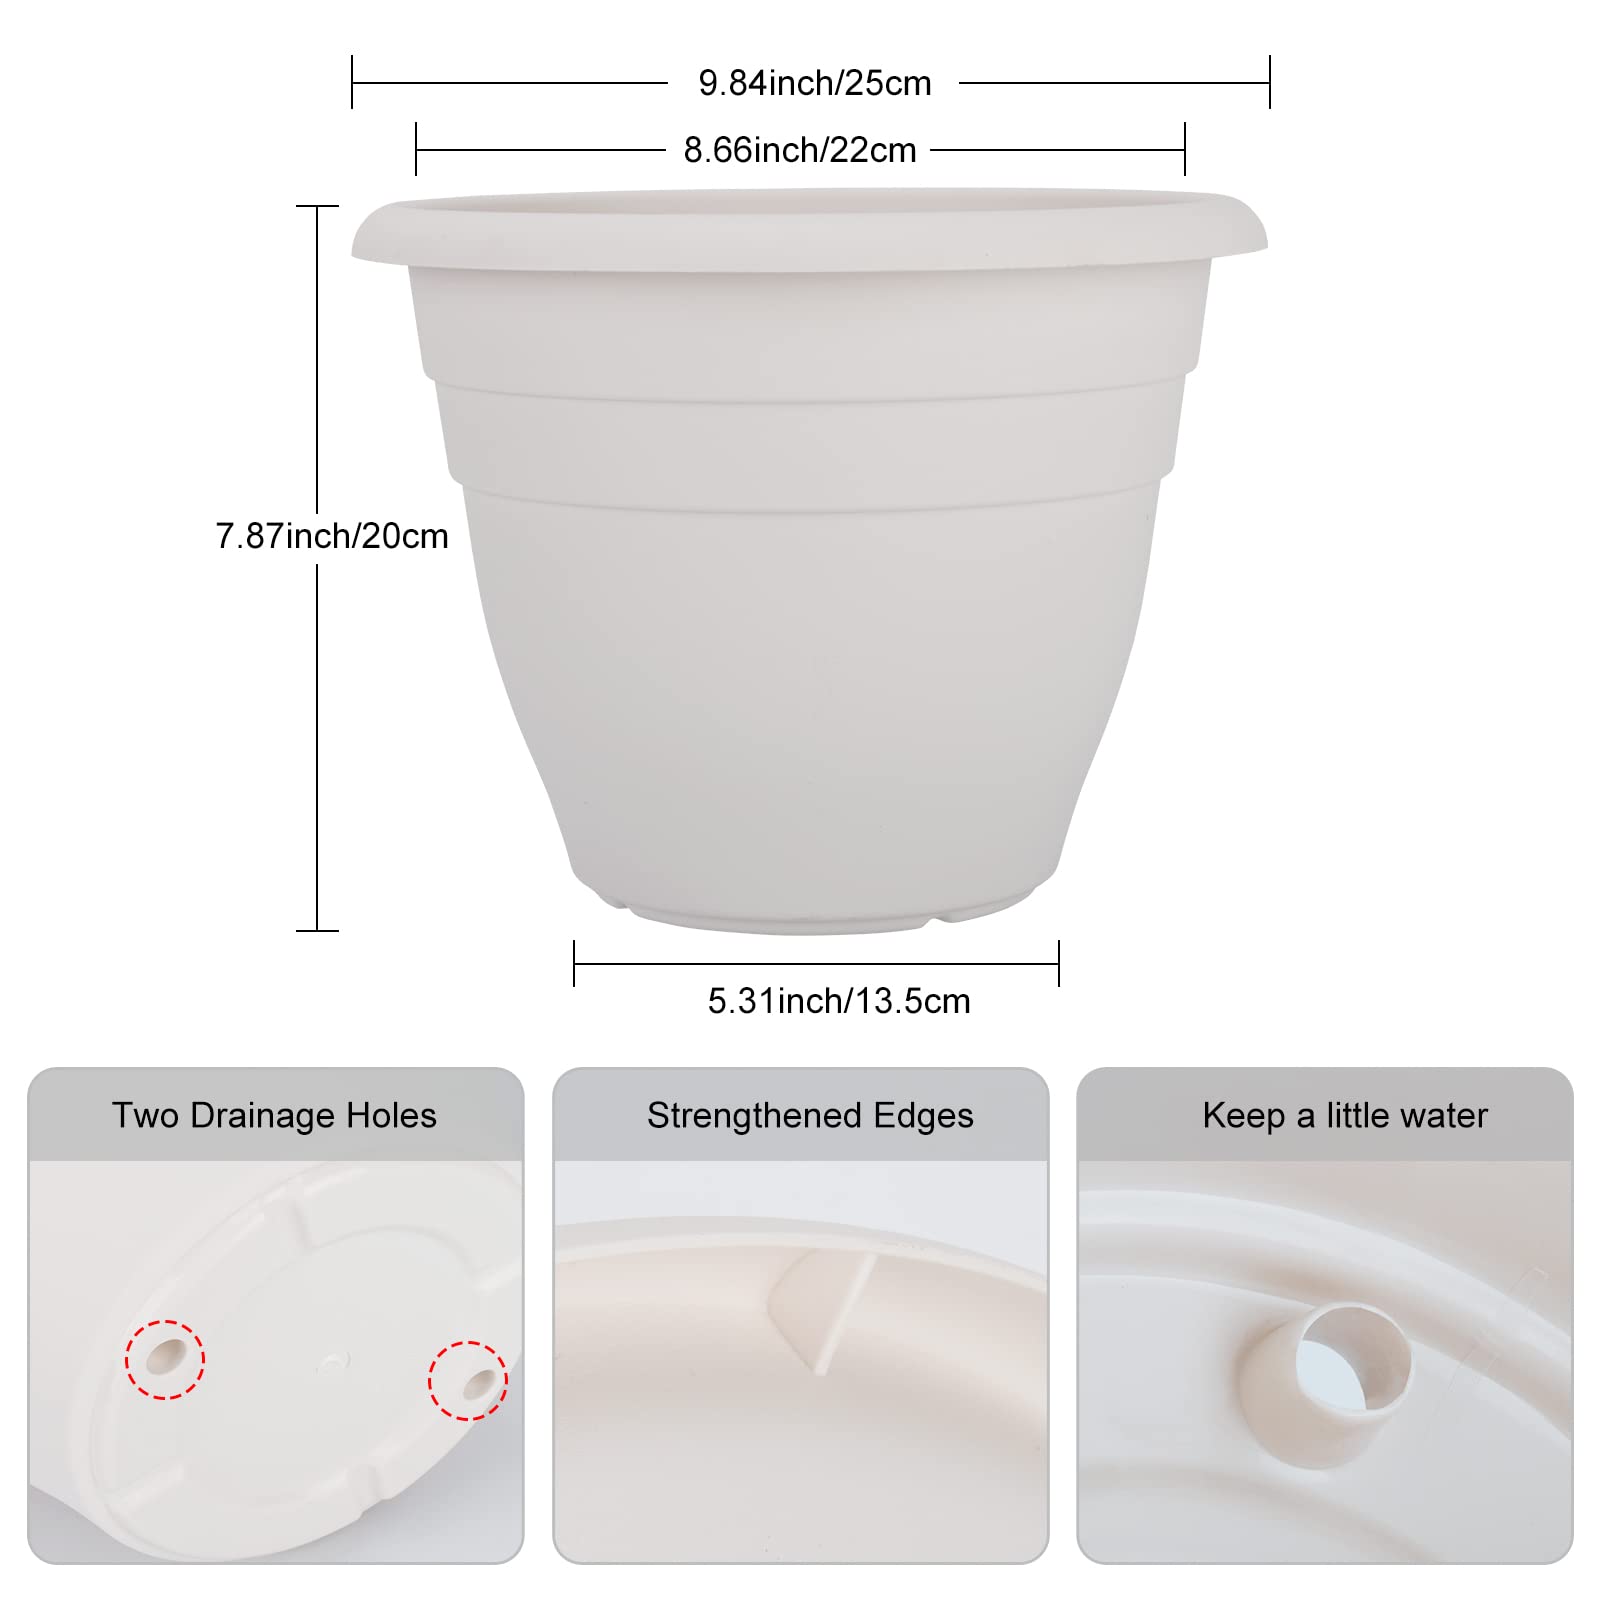 9.84inch/25cm
8.66inch/22cm
7.87inch/20cm
5.31inch/13.5cm
Two Drainage Holes
Strengthened Edges
Keep a little water